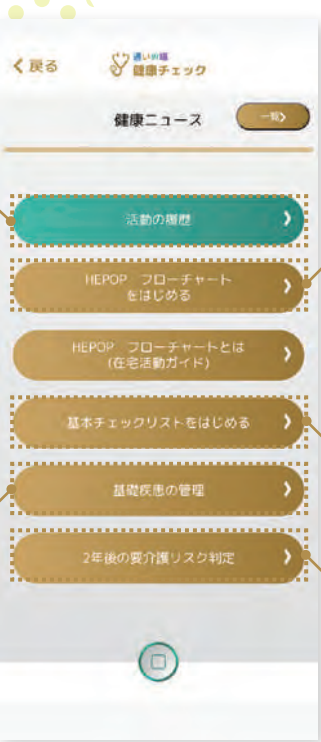 戻る
通いの場
健康チェック
健康ニュース
一覧
活動の履歴
HEPOP フローチャート
をはじめる
HEPOP フローチャートとは
(在宅活動ガイド)
基本チェックリストをはじめる
基礎疾患の管理
2年後の要介護リスク判定